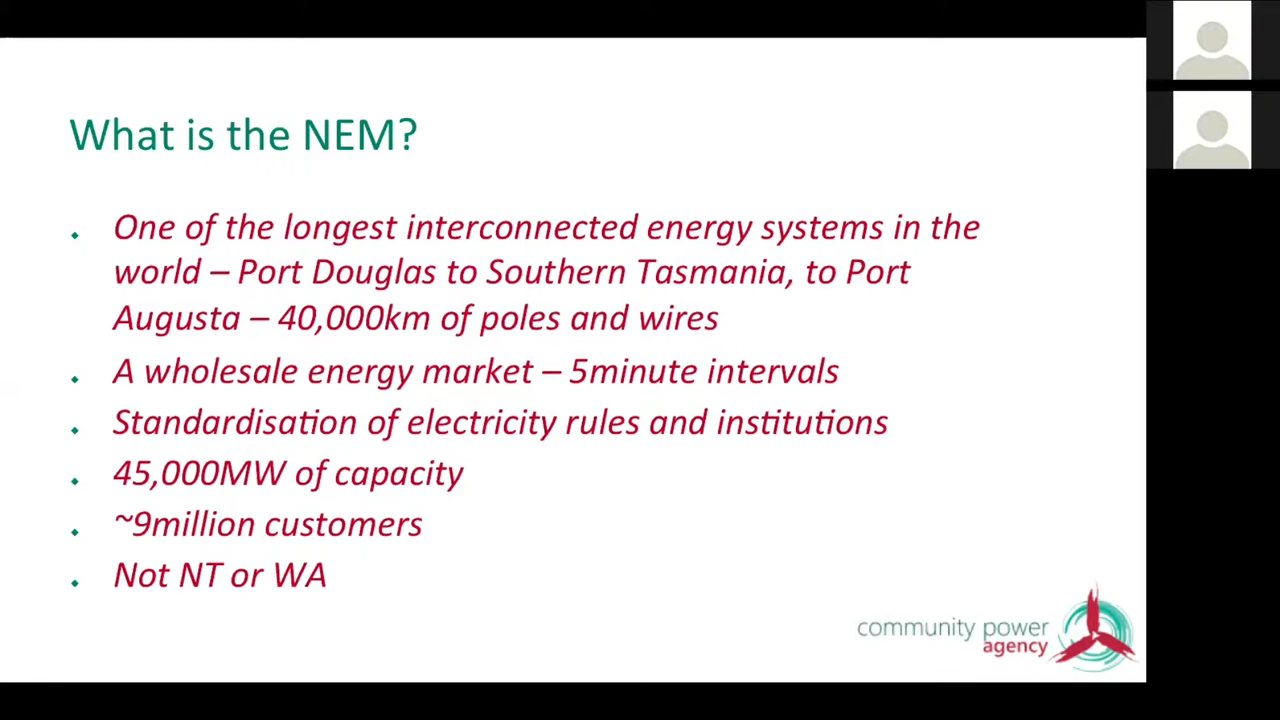 What is the NEM?
One of the longest interconnected energy systems in the
world – Port Douglas to Southern Tasmania, to Port
Augusta – 40,000km of poles and wires
A wholesale energy market – 5minute intervals
Standardisation of electricity rules and institutions
45,000MW of capacity
~9million customers
Not NT or WA
community power
agency